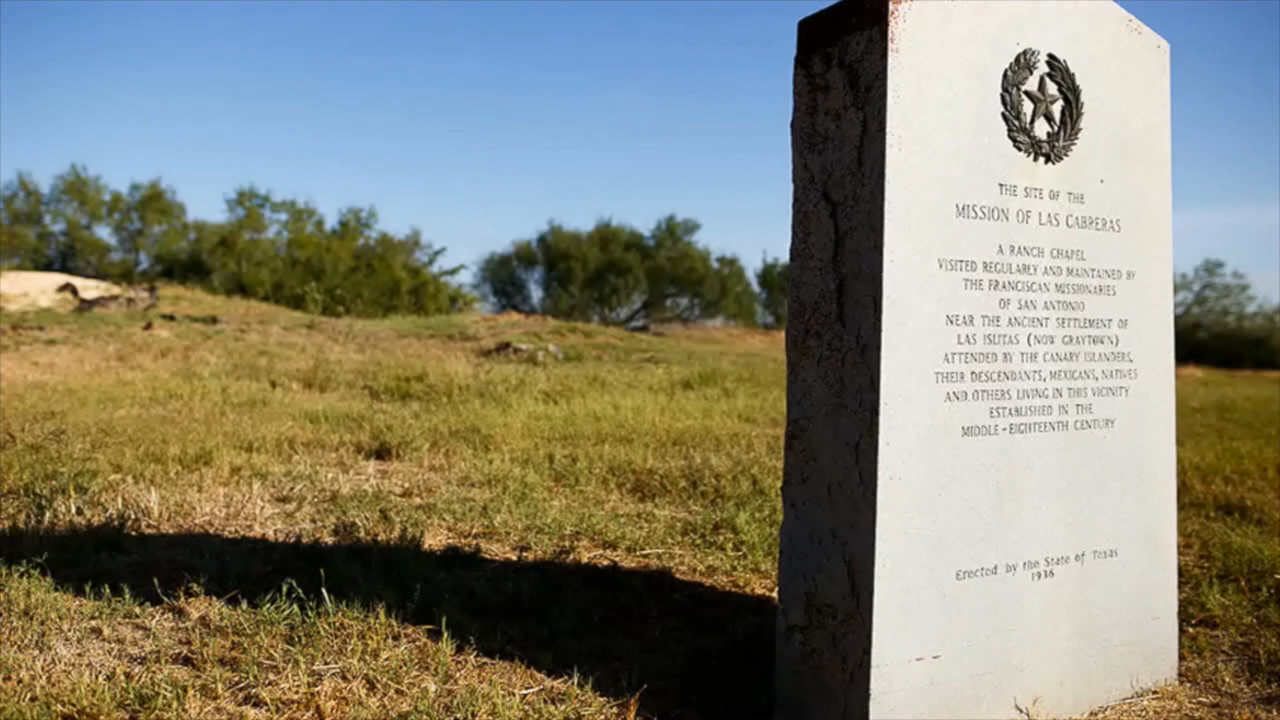 THE SITE OF THE
MISSION OF LAS CABRERAS
A RANCH CHAPEL
VISITED REGULARLY AND MAINTAINED BY
THE FRANCISCAN MISSIONARIES
OF SAN ANTONIO
NEAR THE ANCIENT SETTLEMENT OF
LAS ISLITAS (NOW GRAYTOWN)
ATTENDED BY THE CANARY ISLANDERS,
THEIR DESCENDANTS, MEXICANS, NATIVES
AND OTHERS LIVING IN THIS VICINITY
ESTABLISHED IN THE
MIDDLE-EIGHTEENTH CENTURY
Erected by the State of Texas
1936